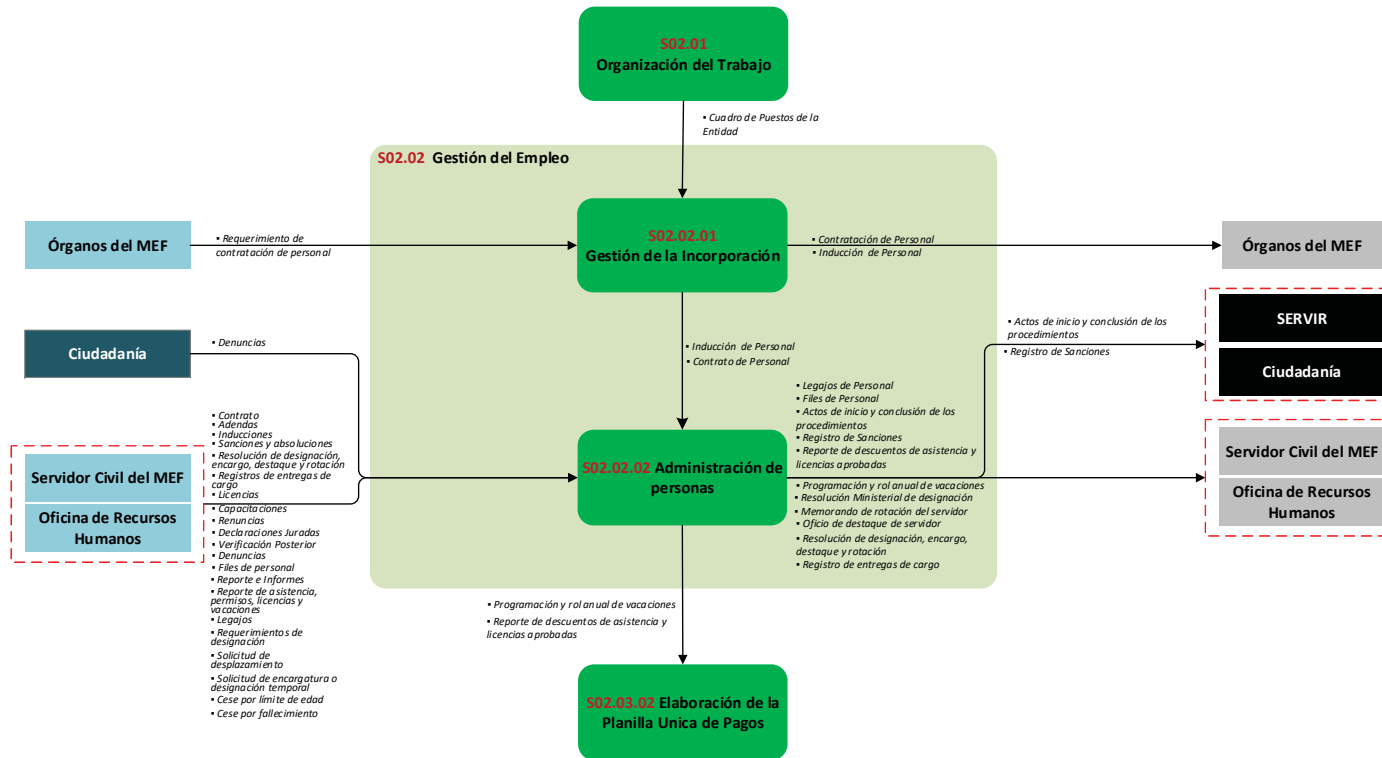 S02.01
Organización del Trabajo
▪ Cuadro de Puestos de la
Entidad
S02.02 Gestión del Empleo
Órganos del MEF
▪ Requerimiento de
contratación de personal
S02.02.01
Gestión de la Incorporación
▪ Contratación de Personal
▪ Inducción de Personal
Órganos del MEF
Ciudadanía
▪ Denuncias
▪ Inducción de Personal
▪ Contrato de Personal
▪ Actos de inicio y conclusión de los
procedimientos
▪ Registro de Sanciones
SERVIR
Ciudadanía
Servidor Civil del MEF
Oficina de Recursos
Humanos
▪ Contrato
▪ Adendas
▪ Inducciones
▪ Sanciones y absoluciones
▪ Resolución de designación,
encargo, destaque y rotación
▪ Registros de entregas de
cargo
▪ Licencias
▪ Capacitaciones
▪ Renuncias
▪ Declaraciones Juradas
▪ Verificación Posterior
▪ Denuncias
▪ Files de personal
▪ Reporte e Informes
▪ Reporte de asistencia,
permisos, licencias y
vacaciones
▪ Legajos
▪ Requerimientos de
designación
▪ Solicitud de
desplazamiento
▪ Solicitud de encargatura o
designación temporal
▪ Cese por límite de edad
▪ Cese por fallecimiento
S02.02.02 Administración de
personas
▪ Legajos de Personal
▪ Files de Personal
▪ Actos de inicio y conclusión de los
procedimientos
▪ Registro de Sanciones
▪ Reporte de descuentos de asistencia y
licencias aprobadas
▪ Programación y rol anual de vacaciones
▪ Resolución Ministerial de designación
▪ Memorando de rotación del servidor
▪ Oficio de destaque de servidor
▪ Resolución de designación, encargo,
destaque y rotación
▪ Registro de entregas de cargo
Servidor Civil del MEF
Oficina de Recursos
Humanos
▪ Programación y rol anual de vacaciones
▪ Reporte de descuentos de asistencia y
licencias aprobadas
S02.03.02 Elaboración de la
Planilla Unica de Pagos